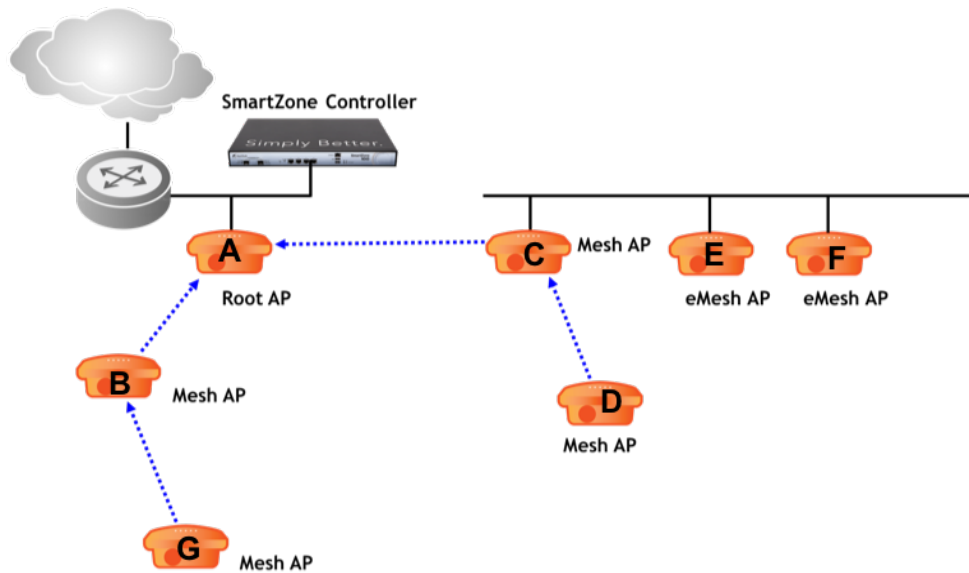 SmartZone Controller
Simply Better.
A
Root AP
C
Mesh AP
E
eMesh AP
F
eMesh AP
B
Mesh AP
D
Mesh AP
G
Mesh AP